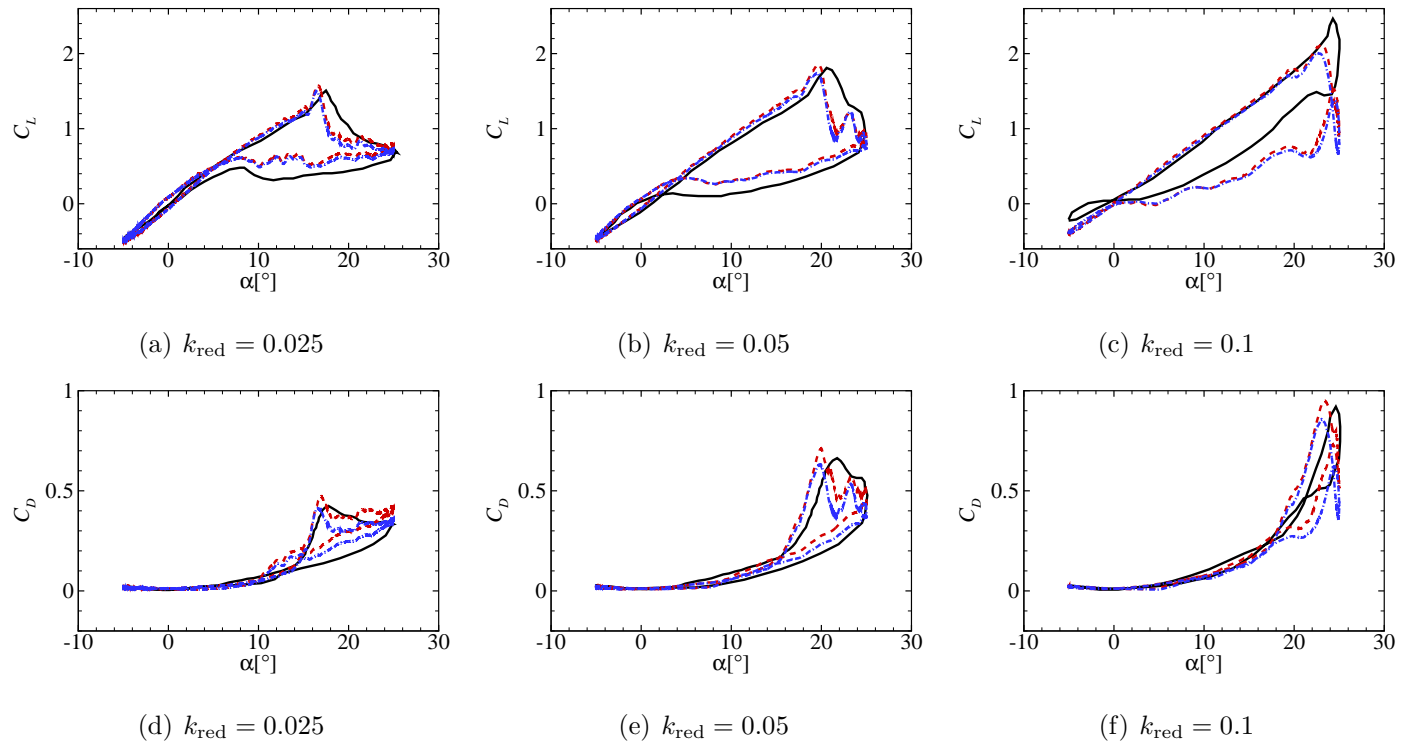 C_L
2
1
0
-10 0 10 20 30
α[°]
(a) k_red = 0.025
C_L
2
1
0
-10 0 10 20 30
α[°]
(b) k_red = 0.05
C_L
2
1
0
-10 0 10 20 30
α[°]
(c) k_red = 0.1
C_D
1
0.5
0
-10 0 10 20 30
α[°]
(d) k_red = 0.025
C_D
1
0.5
0
-10 0 10 20 30
α[°]
(e) k_red = 0.05
C_D
1
0.5
0
-10 0 10 20 30
α[°]
(f) k_red = 0.1